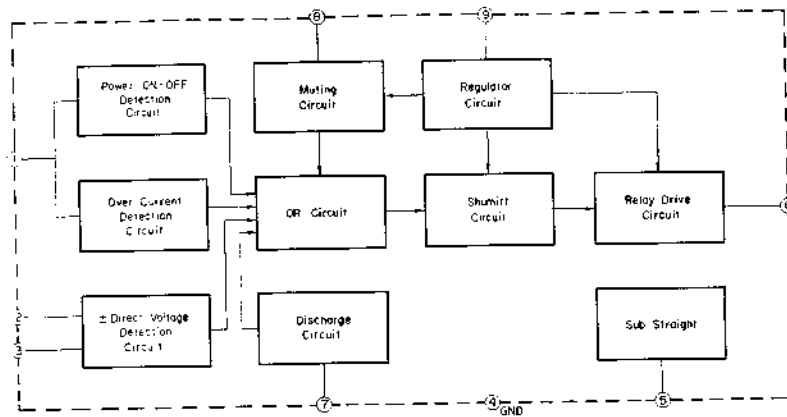 8
9
Power ON-OFF
Detection
Circuit
Muting
Circuit
Regulator
Circuit
Over Current
Detection
Circuit
OR Circuit
Shumitt
Circuit
Relay Drive
Circuit
6
2
3
± Direct Voltage
Detection
Circuit
Discharge
Circuit
Sub Straight
7
4
GND
5